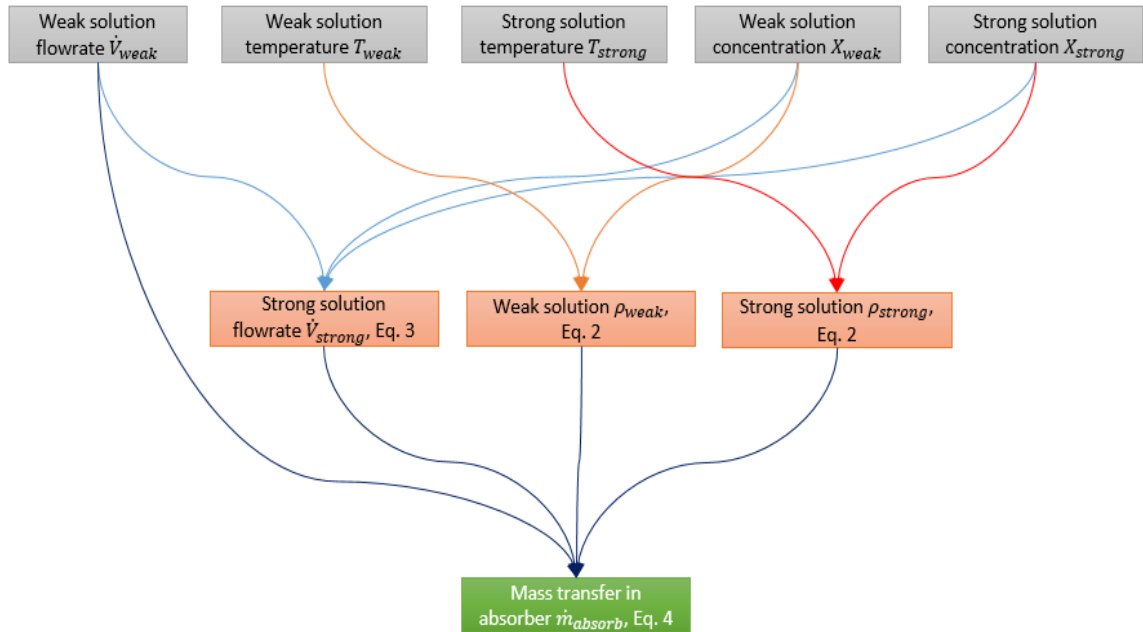 Weak solution
flowrate V̇weak
Weak solution
temperature Tweak
Strong solution
temperature Tstrong
Weak solution
concentration Xweak
Strong solution
concentration Xstrong
Strong solution
flowrate V̇strong, Eq. 3
Weak solution ρweak,
Eq. 2
Strong solution ρstrong,
Eq. 2
Mass transfer in
absorber ṁabsorb, Eq. 4